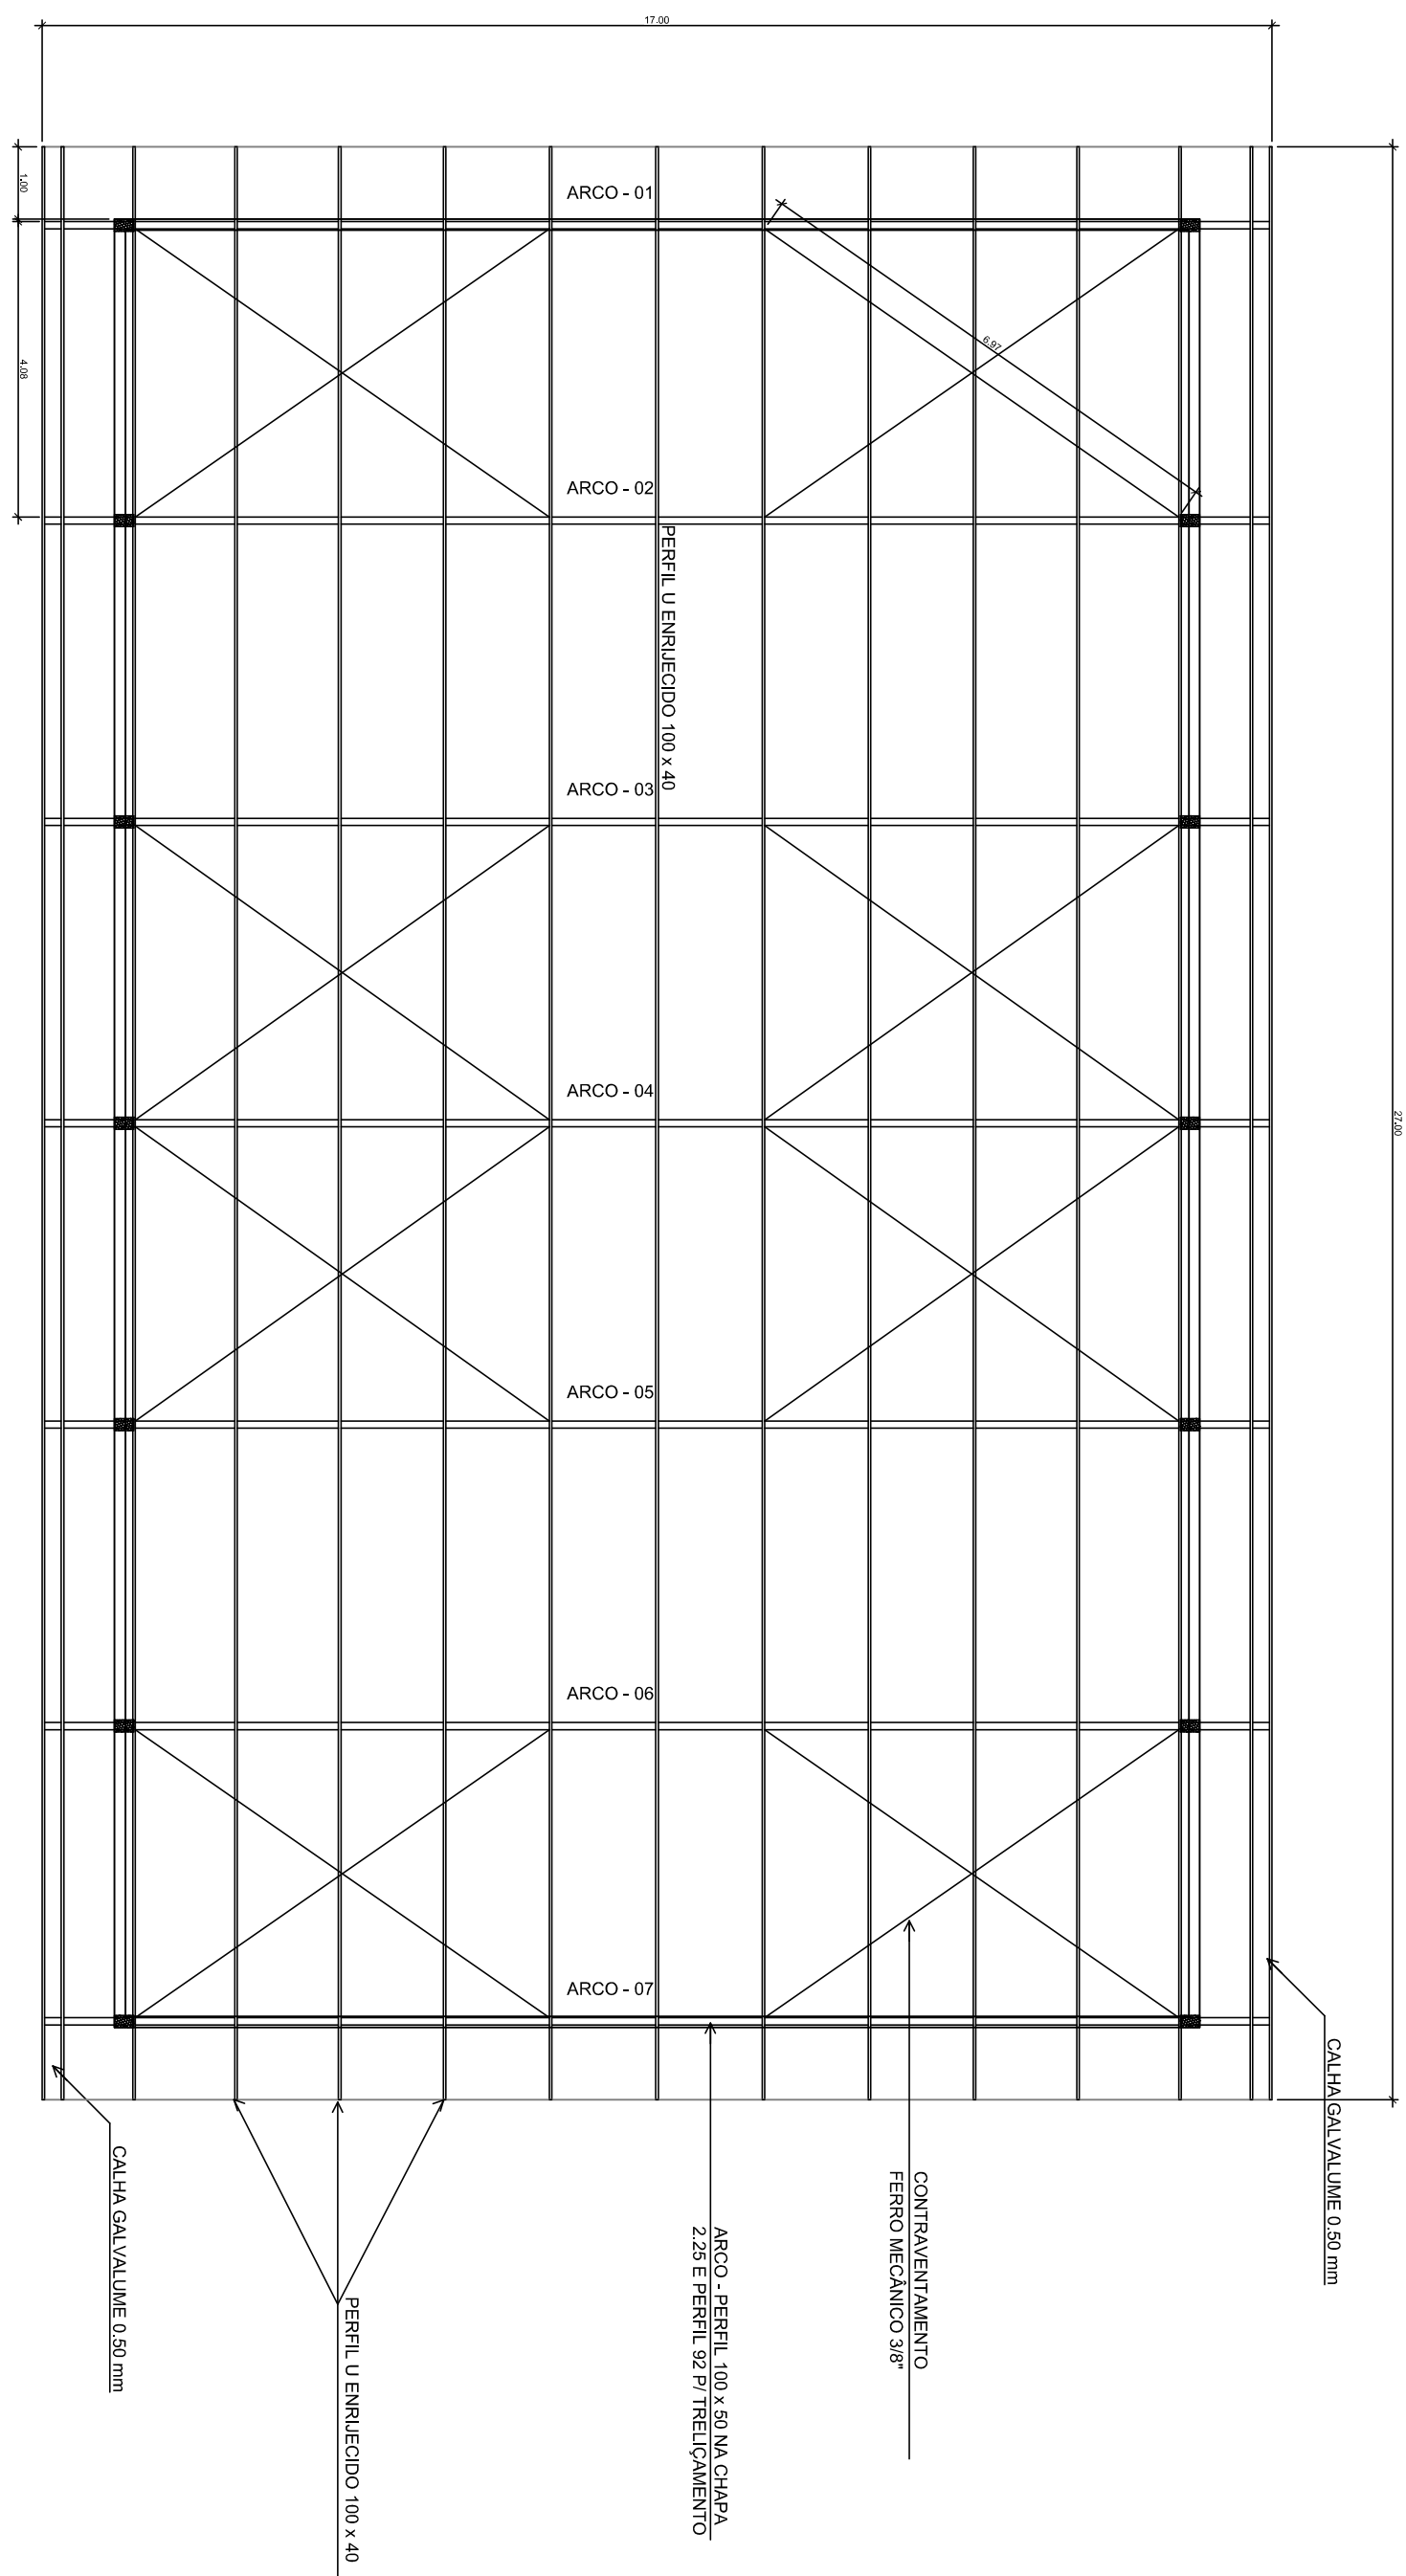 17.00
1.00
ARCO - 01
6.97
4.08
ARCO - 02
PERFIL U ENRIJECIDO 100 x 40
ARCO - 03
ARCO - 04
27.00
ARCO - 05
ARCO - 06
ARCO - 07
CALHA GALVALUME 0.50 mm
CALHA GALVALUME 0.50 mm
CONTRAVENTAMENTO
FERRO MECÂNICO 3/8"
ARCO - PERFIL 100 x 50 NA CHAPA
2.25 E PERFIL 92 P/ TRELIÇAMENTO
PERFIL U ENRIJECIDO 100 x 40